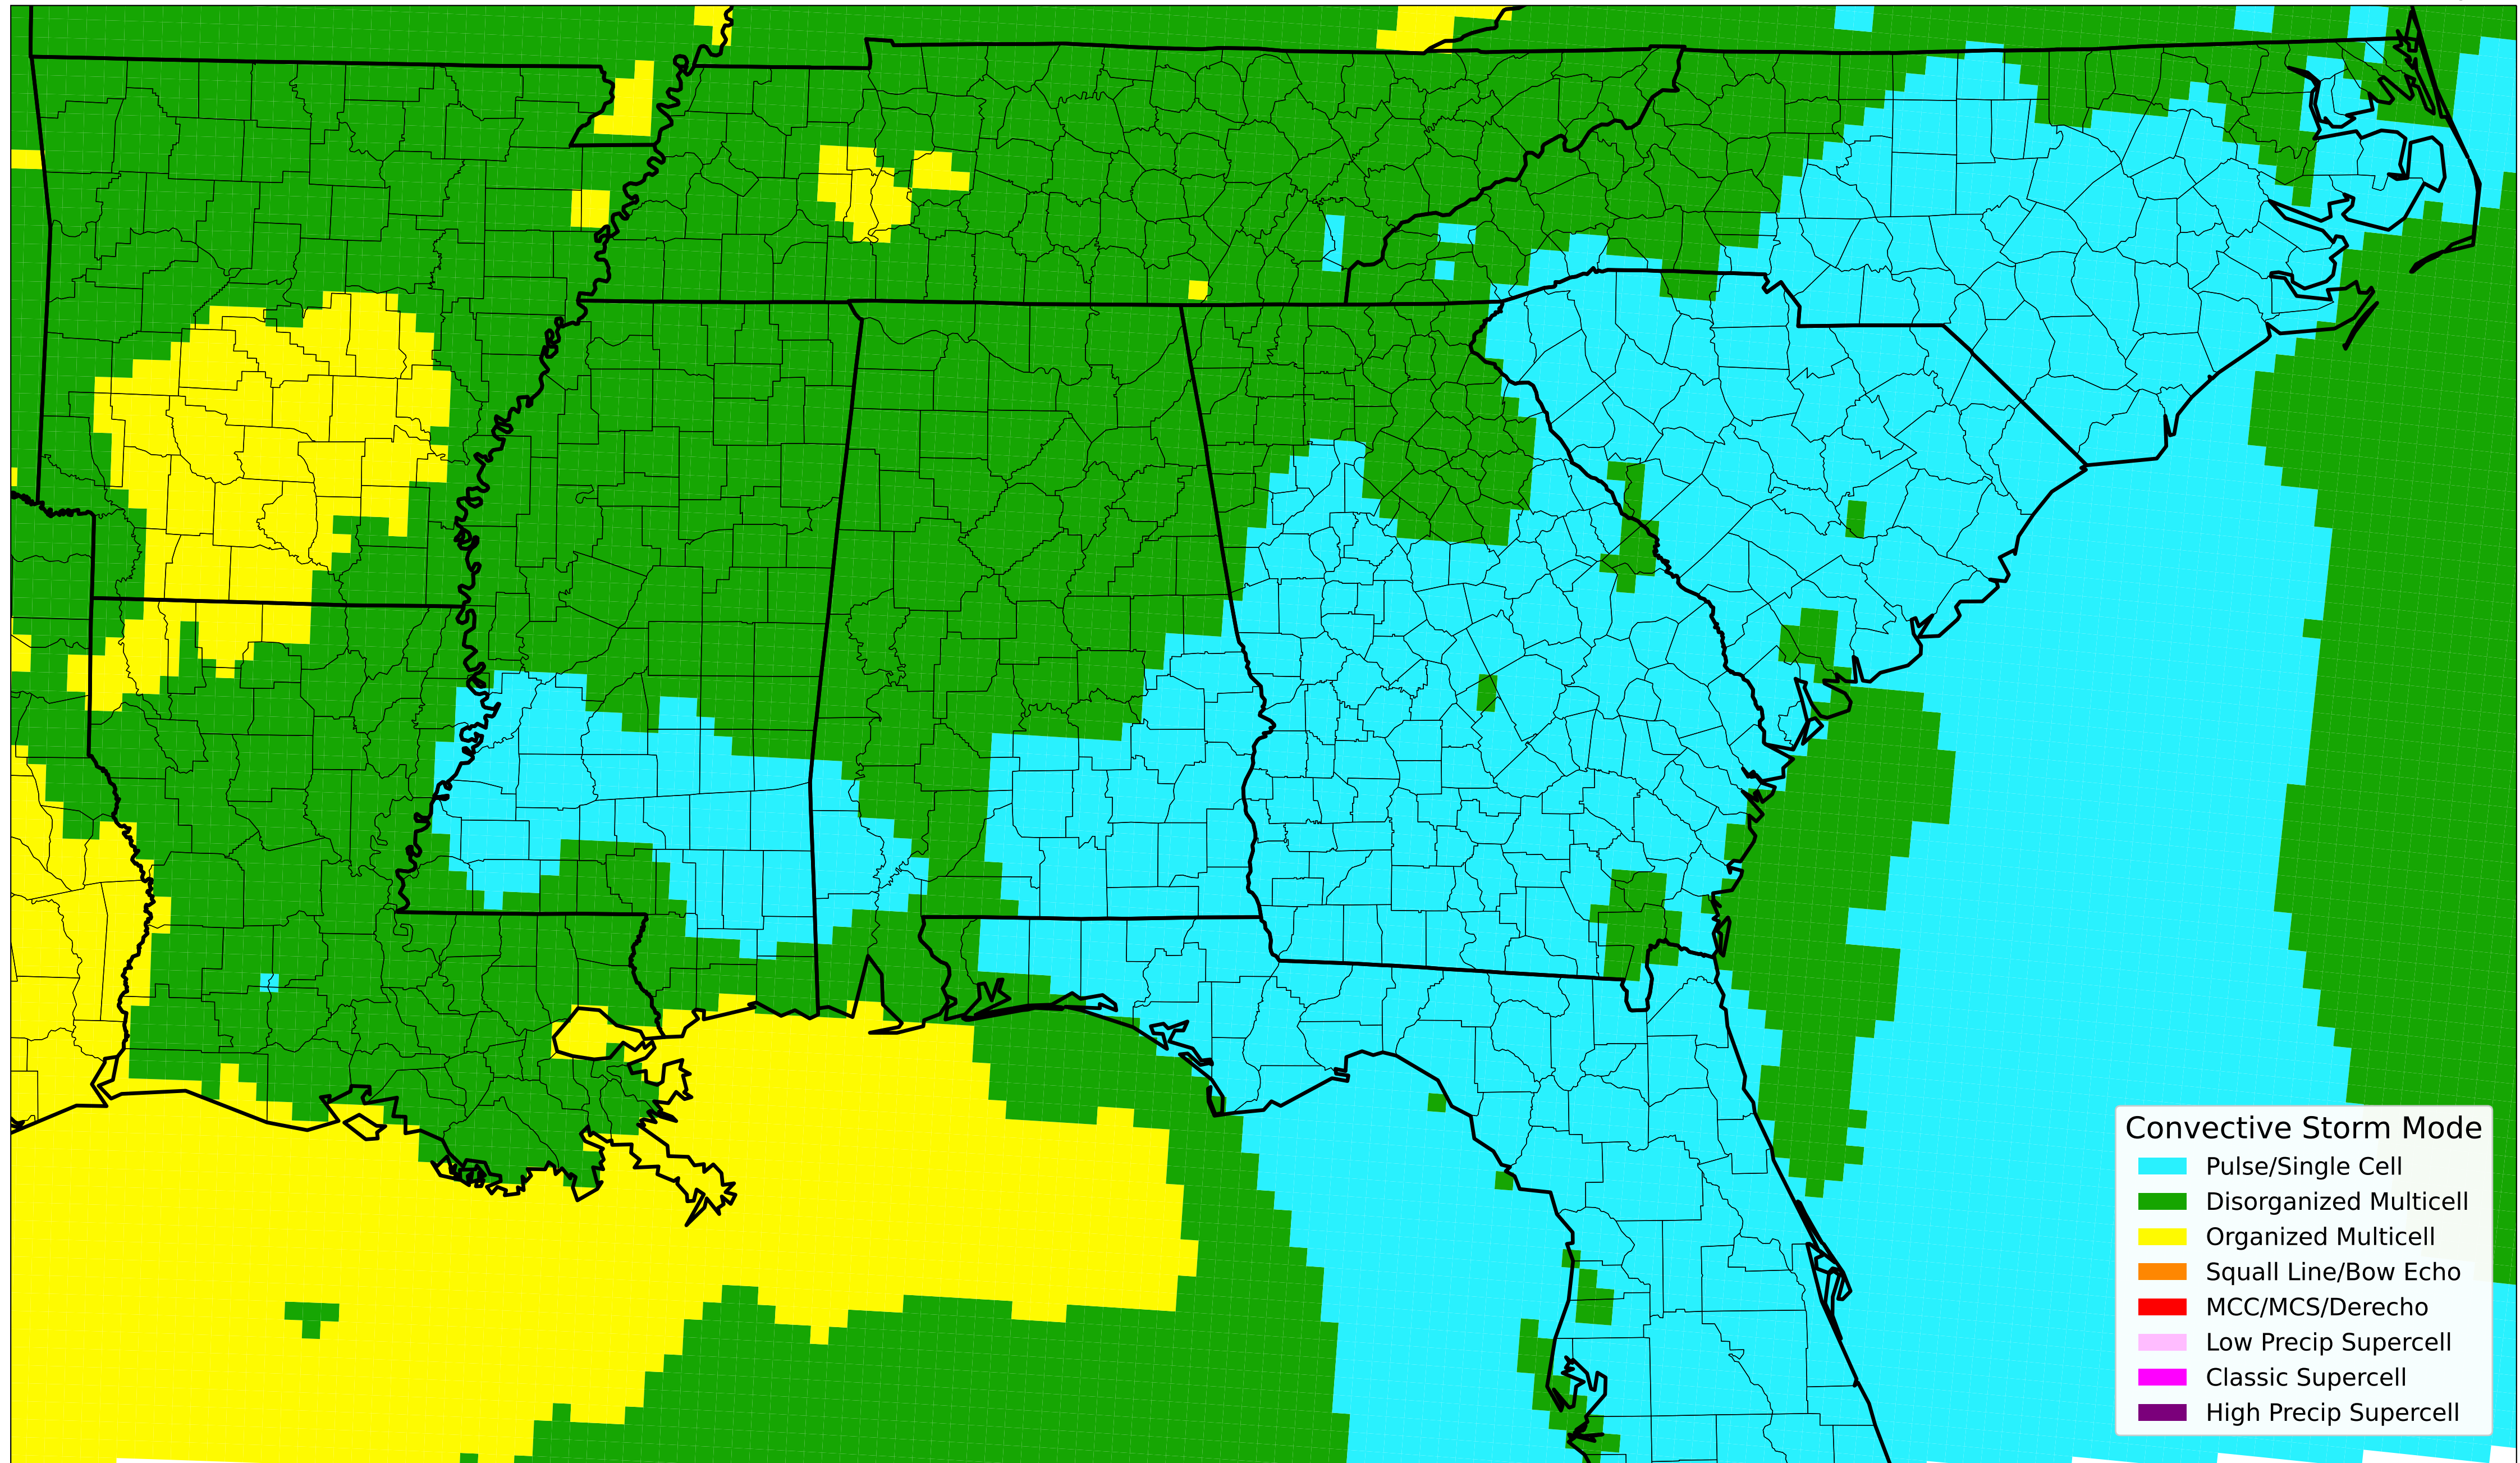 Convective Storm Mode
Pulse/Single Cell
Disorganized Multicell
Organized Multicell
Squall Line/Bow Echo
MCC/MCS/Derecho
Low Precip Supercell
Classic Supercell
High Precip Supercell